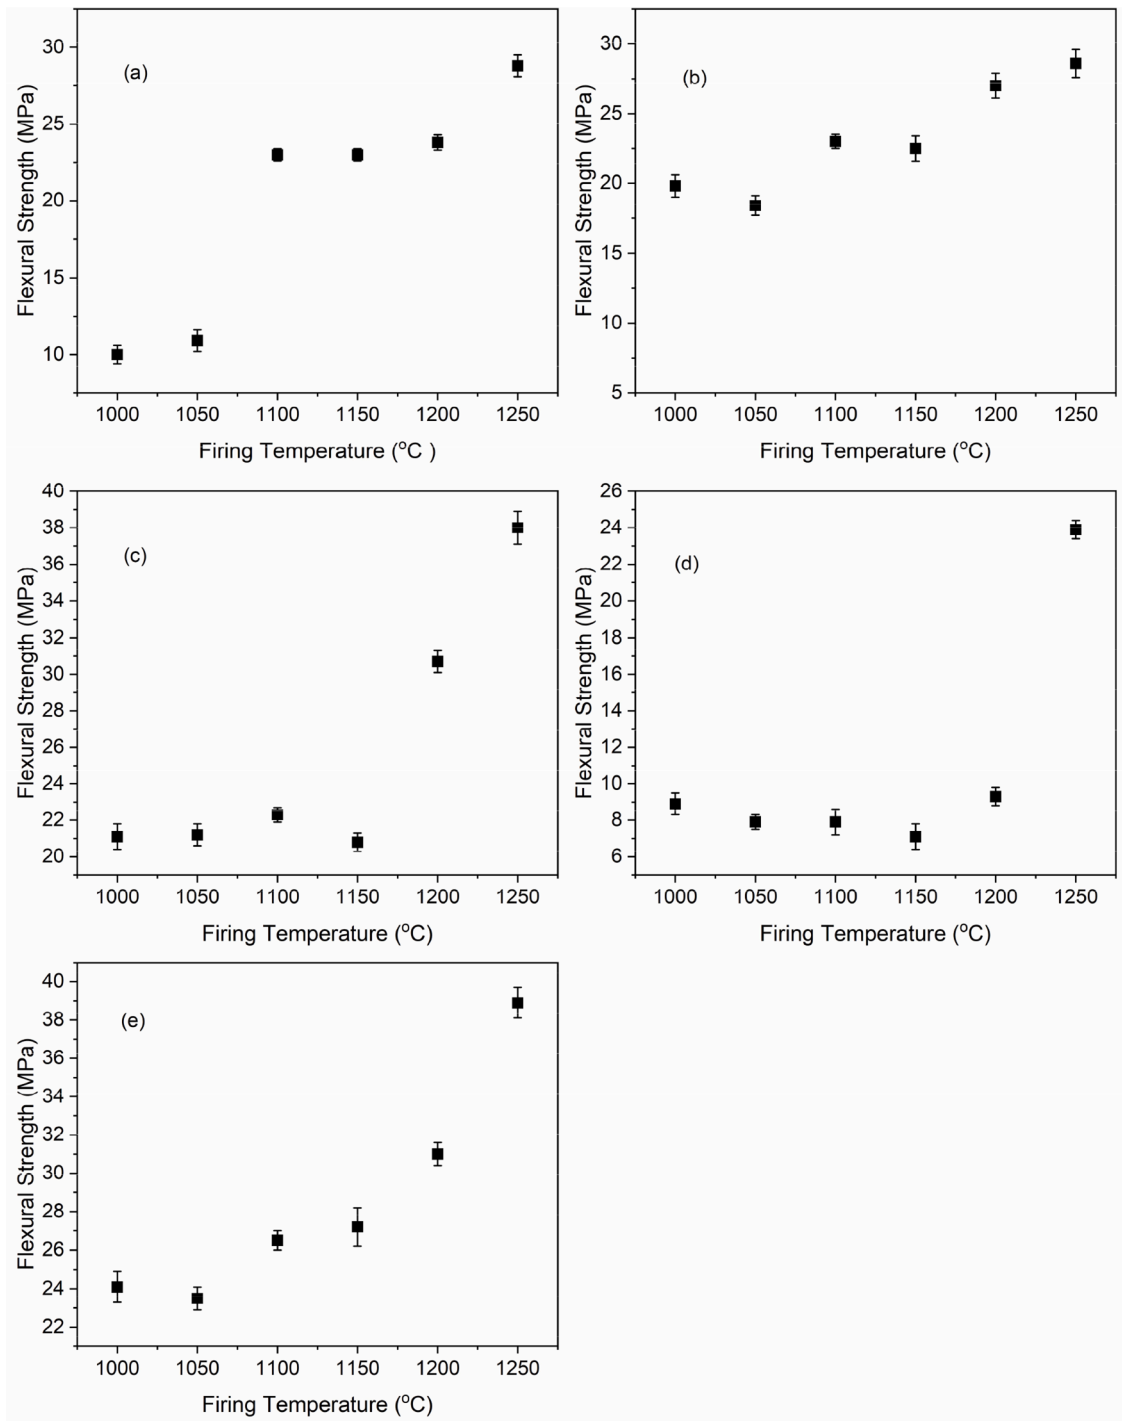 (a)
Flexural Strength (MPa)
30
25
20
15
10
1000 1050 1100 1150 1200 1250
Firing Temperature (°C )
(b)
Flexural Strength (MPa)
30
25
20
15
10
5
1000 1050 1100 1150 1200 1250
Firing Temperature (°C)
(c)
Flexural Strength (MPa)
40
38
36
34
32
30
28
26
24
22
20
1000 1050 1100 1150 1200 1250
Firing Temperature (°C)
(d)
Flexural Strength (MPa)
26
24
22
20
18
16
14
12
10
8
6
1000 1050 1100 1150 1200 1250
Firing Temperature (°C)
(e)
Flexural Strength (MPa)
40
38
36
34
32
30
28
26
24
22
1000 1050 1100 1150 1200 1250
Firing Temperature (°C)